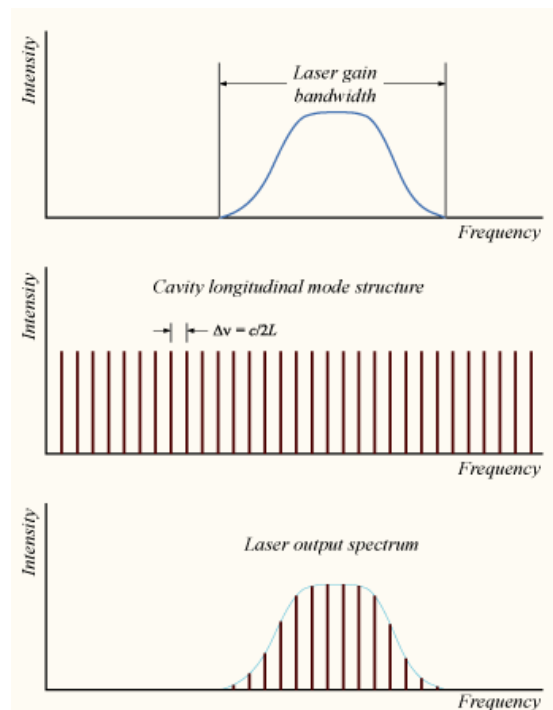 Intensity
Laser gain
bandwidth
Frequency
Intensity
Cavity longitudinal mode structure
Δν = c/2L
Frequency
Intensity
Laser output spectrum
Frequency